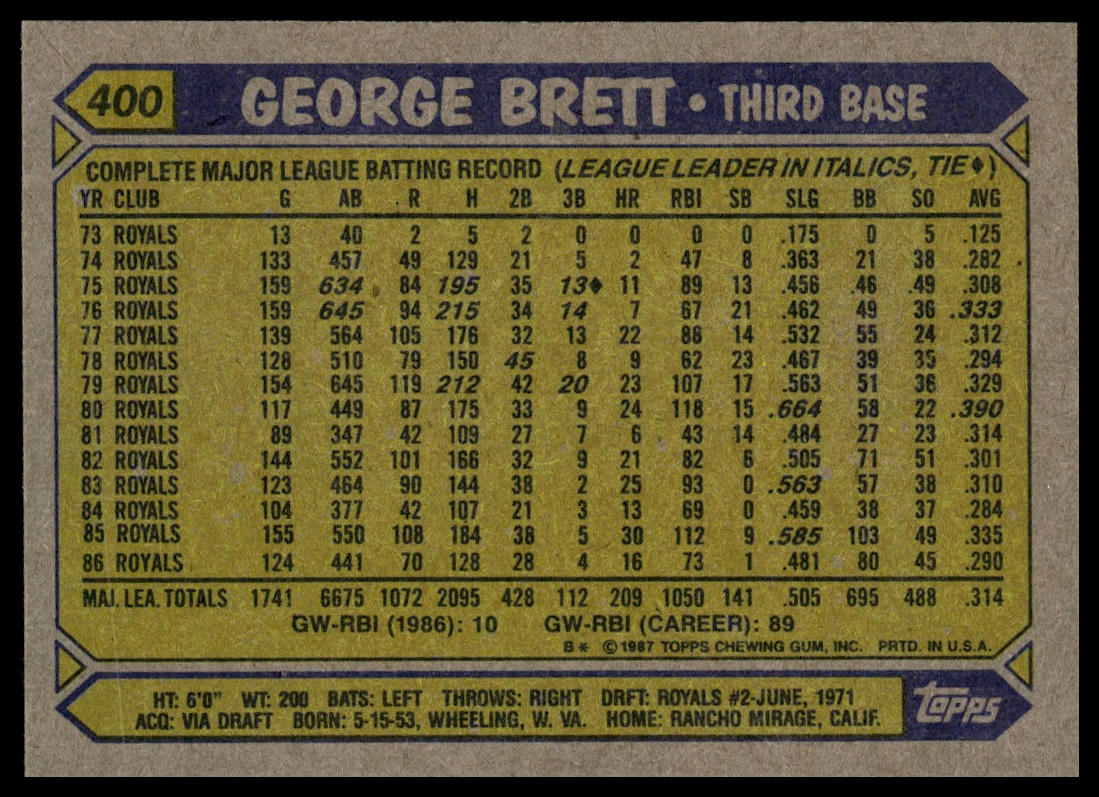 400 GEORGE BRETT • THIRD BASE
COMPLETE MAJOR LEAGUE BATTING RECORD (LEAGUE LEADER IN ITALICS, TIE♦)
YR CLUB G AB R H 2B 3B HR RBI SB SLG BB SO AVG
73 ROYALS 13 40 2 5 2 0 0 0 0 .175 0 5 .125
74 ROYALS 133 457 49 129 21 5 2 47 8 .363 21 38 .282
75 ROYALS 159 634 84 195 35 13♦ 11 89 13 .456 .46 .49 .308
76 ROYALS 159 645 94 215 34 14 7 67 21 .462 49 36 .333
77 ROYALS 139 564 105 176 32 13 22 88 14 .532 55 24 .312
78 ROYALS 128 510 79 150 45 8 9 62 23 .467 39 35 .294
79 ROYALS 154 645 119 212 42 20 23 107 17 .563 51 36 .329
80 ROYALS 117 449 87 175 33 9 24 118 15 .664 58 22 .390
81 ROYALS 89 347 42 109 27 7 6 43 14 .484 27 23 .314
82 ROYALS 144 552 101 166 32 9 21 82 6 .505 71 51 .301
83 ROYALS 123 464 90 144 38 2 25 93 0 .563 57 38 .310
84 ROYALS 104 377 42 107 21 3 13 69 0 .459 38 37 .284
85 ROYALS 155 550 108 184 38 5 30 112 9 .585 103 49 .335
86 ROYALS 124 441 70 128 28 4 16 73 1 .481 80 45 .290
MAJ. LEA. TOTALS 1741 6675 1072 2095 428 112 209 1050 141 .505 695 488 .314
GW-RBI (1986): 10 GW-RBI (CAREER): 89
B* ©1987 TOPPS CHEWING GUM, INC. PRTD. IN U.S.A.
HT: 6'0" WT: 200 BATS: LEFT THROWS: RIGHT DRFT: ROYALS #2-JUNE, 1971
ACQ: VIA DRAFT BORN: 5-15-53, WHEELING, W. VA. HOME: RANCHO MIRAGE, CALIF.
topps